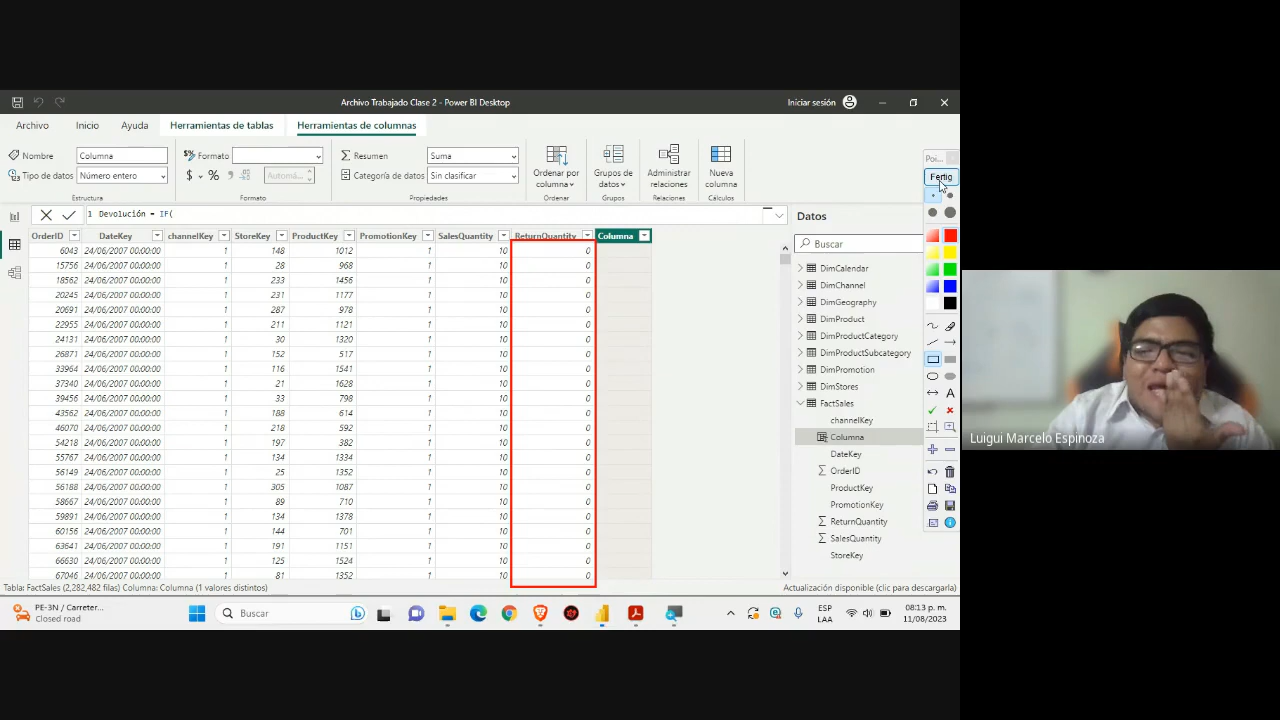 Archivo Trabajado Clase 2 - Power BI Desktop
Iniciar sesión
Archivo Inicio Ayuda Herramientas de tablas Herramientas de columnas
Nombre Columna
Formato
Resumen Suma
Tipo de datos Número entero
$ % Automá...
Categoría de datos Sin clasificar
Ordenar por columna
Grupos de datos
Administrar relaciones
Nueva columna
Estructura Formato Propiedades Ordenar Grupos Relaciones Cálculos
Poi...
Fertig
1 Devolución = IF(
Datos
Buscar
OrderID DateKey channelKey StoreKey ProductKey PromotionKey SalesQuantity ReturnQuantity Columna
6043 24/06/2007 00:00:00 1 148 1012 1 10 0
15756 24/06/2007 00:00:00 1 28 968 1 10 0
18562 24/06/2007 00:00:00 1 233 1456 1 10 0
20245 24/06/2007 00:00:00 1 231 1177 1 10 0
20691 24/06/2007 00:00:00 1 287 978 1 10 0
22955 24/06/2007 00:00:00 1 211 1121 1 10 0
24131 24/06/2007 00:00:00 1 30 1320 1 10 0
26871 24/06/2007 00:00:00 1 152 517 1 10 0
33964 24/06/2007 00:00:00 1 116 1541 1 10 0
37340 24/06/2007 00:00:00 1 21 1628 1 10 0
39456 24/06/2007 00:00:00 1 33 798 1 10 0
43562 24/06/2007 00:00:00 1 188 614 1 10 0
46070 24/06/2007 00:00:00 1 218 592 1 10 0
54218 24/06/2007 00:00:00 1 197 382 1 10 0
55767 24/06/2007 00:00:00 1 134 1334 1 10 0
56149 24/06/2007 00:00:00 1 25 1352 1 10 0
56188 24/06/2007 00:00:00 1 305 1087 1 10 0
58667 24/06/2007 00:00:00 1 89 710 1 10 0
59891 24/06/2007 00:00:00 1 134 1378 1 10 0
60156 24/06/2007 00:00:00 1 144 701 1 10 0
63641 24/06/2007 00:00:00 1 191 1151 1 10 0
66630 24/06/2007 00:00:00 1 125 1524 1 10 0
67046 24/06/2007 00:00:00 1 81 1352 1 10 0
DimCalendar
DimChannel
DimGeography
DimProduct
DimProductCategory
DimProductSubcategory
DimPromotion
DimStores
FactSales
channelKey
Columna
DateKey
OrderID
ProductKey
PromotionKey
ReturnQuantity
SalesQuantity
StoreKey
A
Luigui Marcelo Espinoza
Tabla: FactSales (2,282,482 filas) Columna: Columna (1 valores distintos)
Actualización disponible (clic para descargarla)
PE-3N / Carreter...
Closed road
Buscar
ESP
LAA
08:13 p. m.
11/08/2023